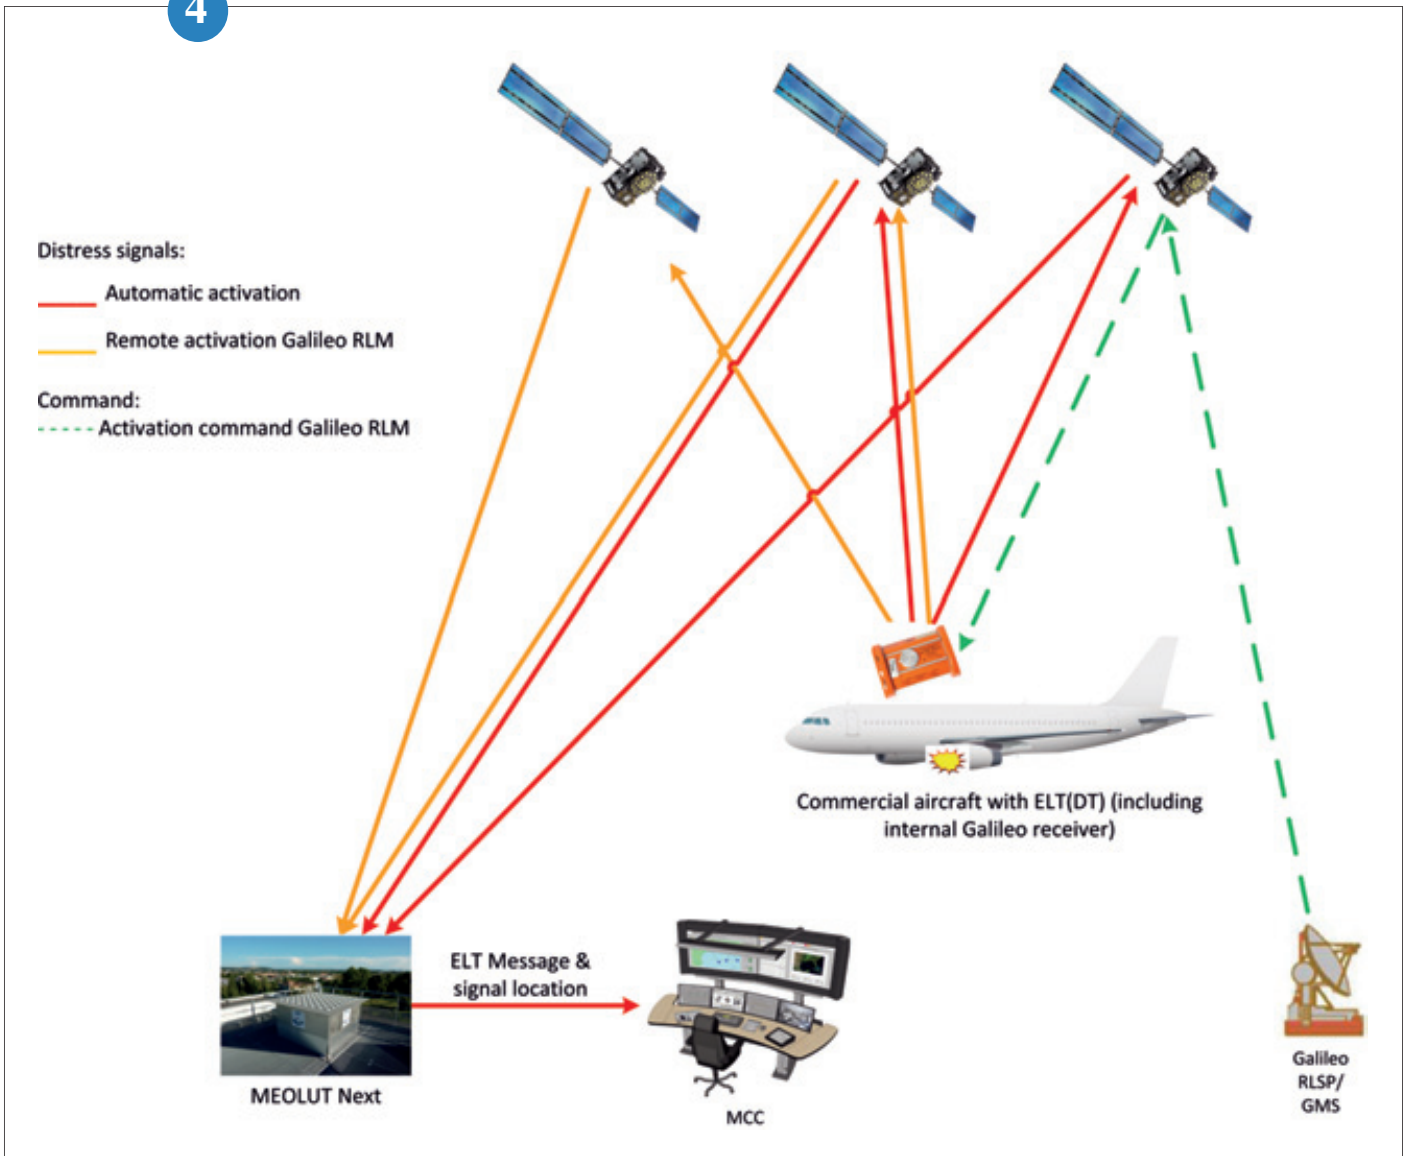 4
Distress signals:
Automatic activation
Remote activation Galileo RLM
Command:
Activation command Galileo RLM
Commercial aircraft with ELT(DT) (including
internal Galileo receiver)
ELT Message &
signal location
MEOLUT Next
MCC
Galileo
RLSP/
GMS